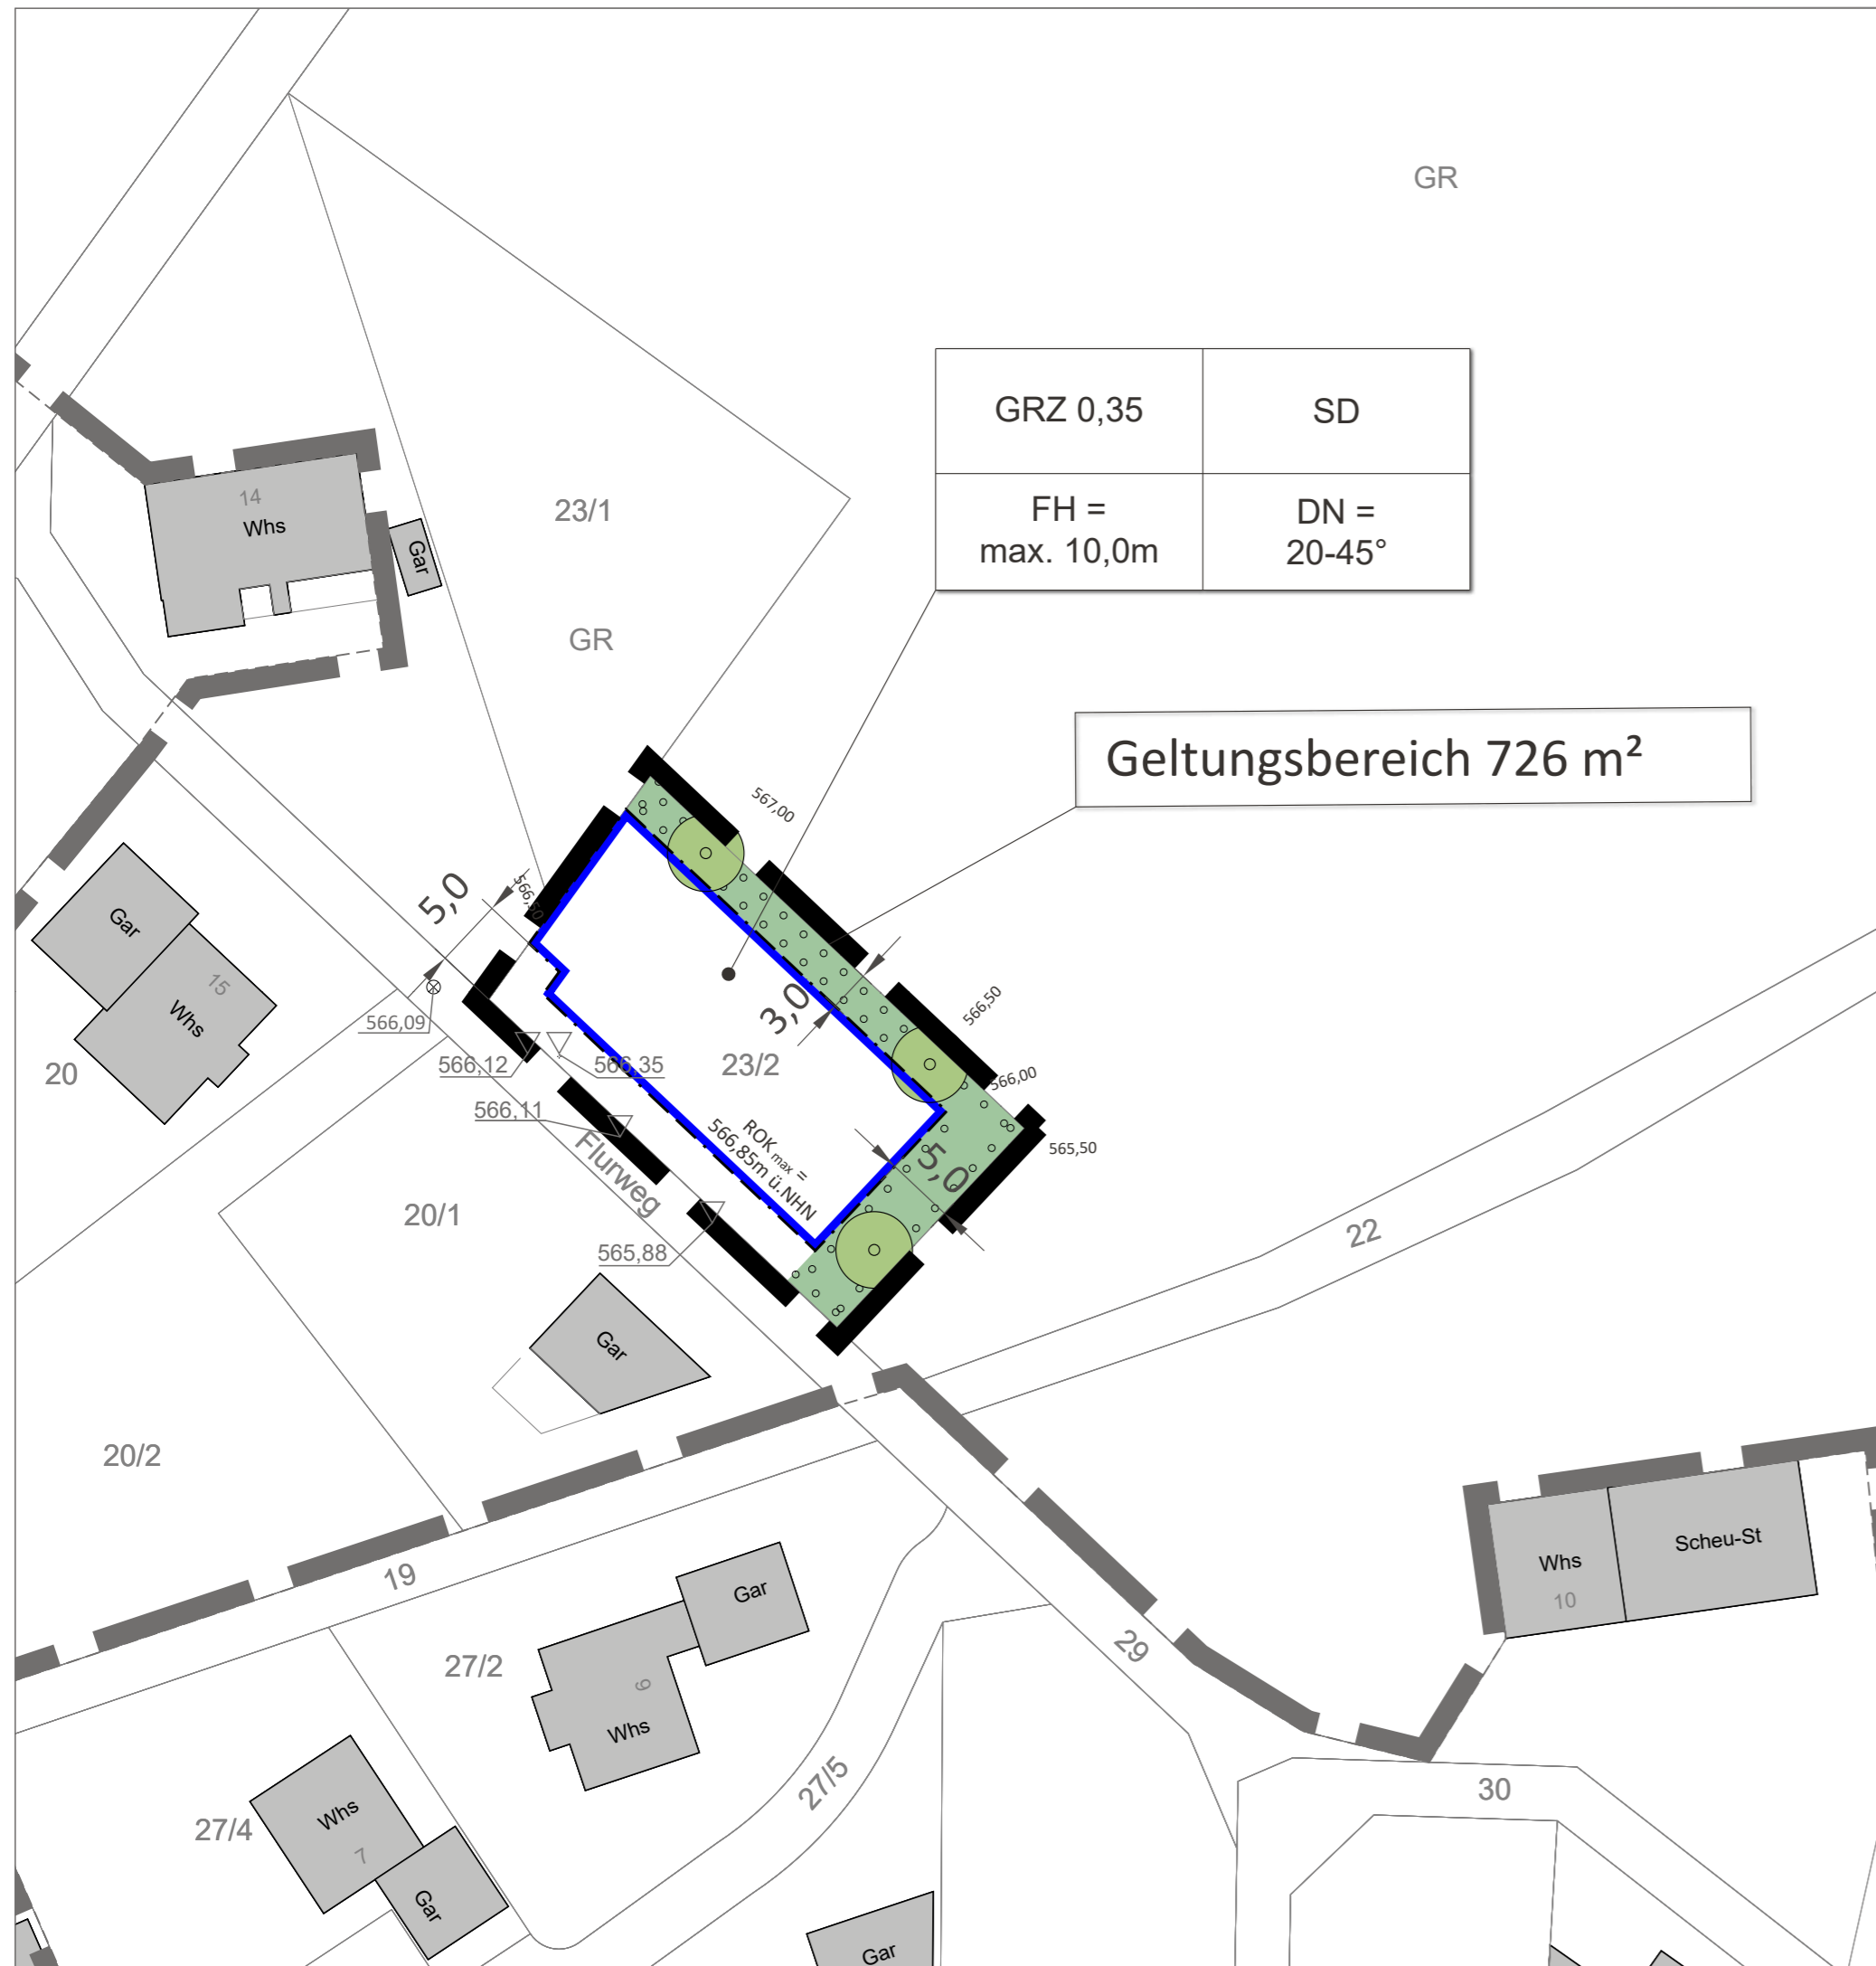 GR
GRZ 0,35
SD
FH =
max. 10,0m
DN =
20-45°
14
Whs
Gar
23/1
GR
Geltungsbereich 726 m²
567,00
5,0
566,50
Gar
15
Whs
566,09
3,0
566,50
20
566,12
566,35
23/2
566,00
566,11
ROK max =
566,85m ü.NHN
565,50
5,0
Flurweg
20/1
565,88
22
Gar
20/2
19
Whs
10
Scheu-St
Gar
27/2
9
Whs
29
27/5
30
27/4
Whs
7
Gar
Gar